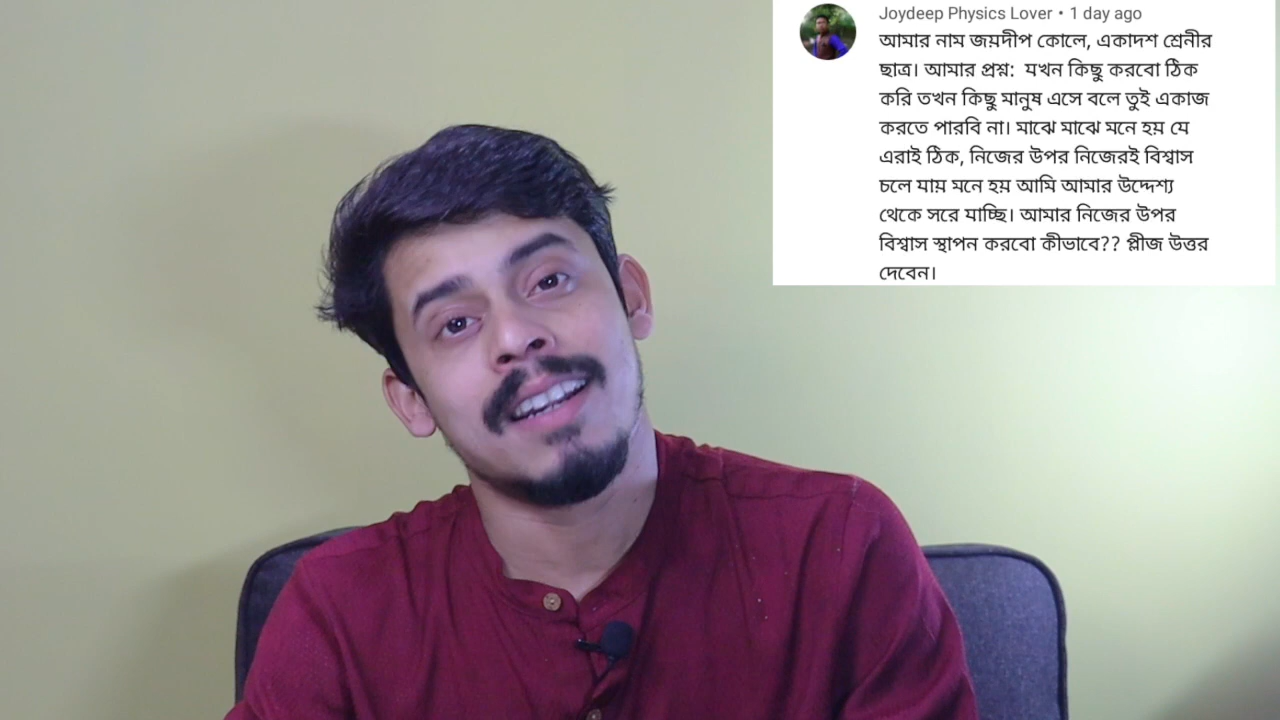 Joydeep Physics Lover • 1 day ago
আমার নাম জয়দীপ কোলে, একাদশ শ্রেনীর
ছাত্র। আমার প্রশ্ন: যখন কিছু করবো ঠিক
করি তখন কিছু মানুষ এসে বলে তুই একাজ
করতে পারবি না। মাঝে মাঝে মনে হয় যে
এরাই ঠিক, নিজের উপর নিজেরই বিশ্বাস
চলে যায় মনে হয় আমি আমার উদ্দেশ্য
থেকে সরে যাচ্ছি। আমার নিজের উপর
বিশ্বাস স্থাপন করবো কীভাবে?? প্লীজ উত্তর
দেবেন।